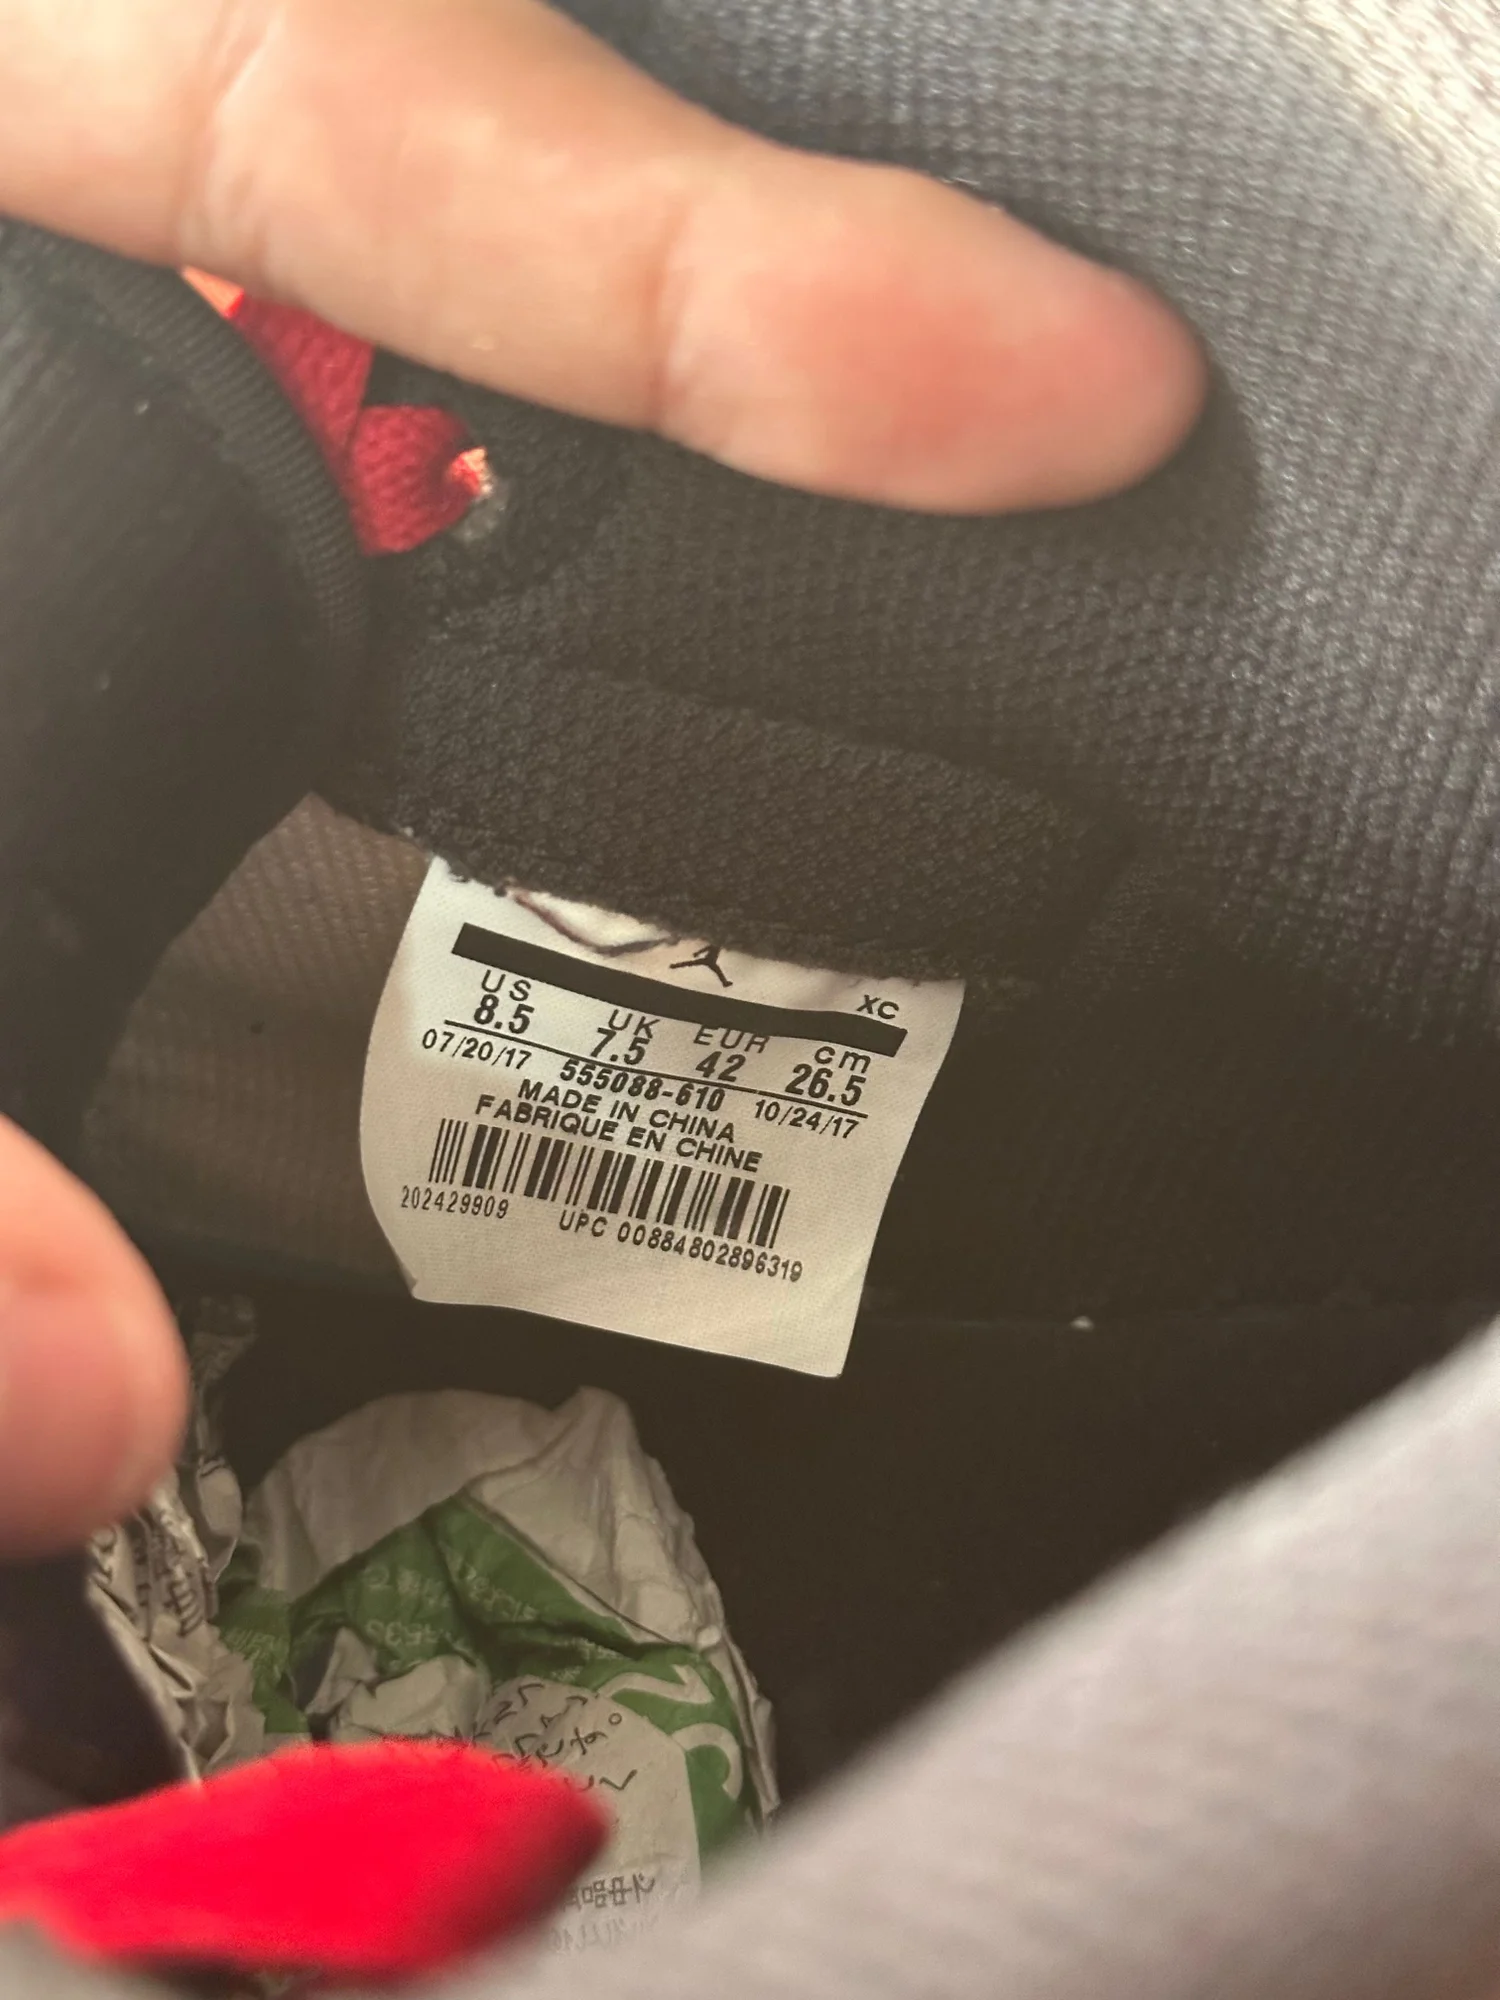 XC
US UK EUR cm
8.5 7.5 42 26.5
07/20/17 555088-610 10/24/17
MADE IN CHINA
FABRIQUE EN CHINE
202429909 UPC 00884802896319